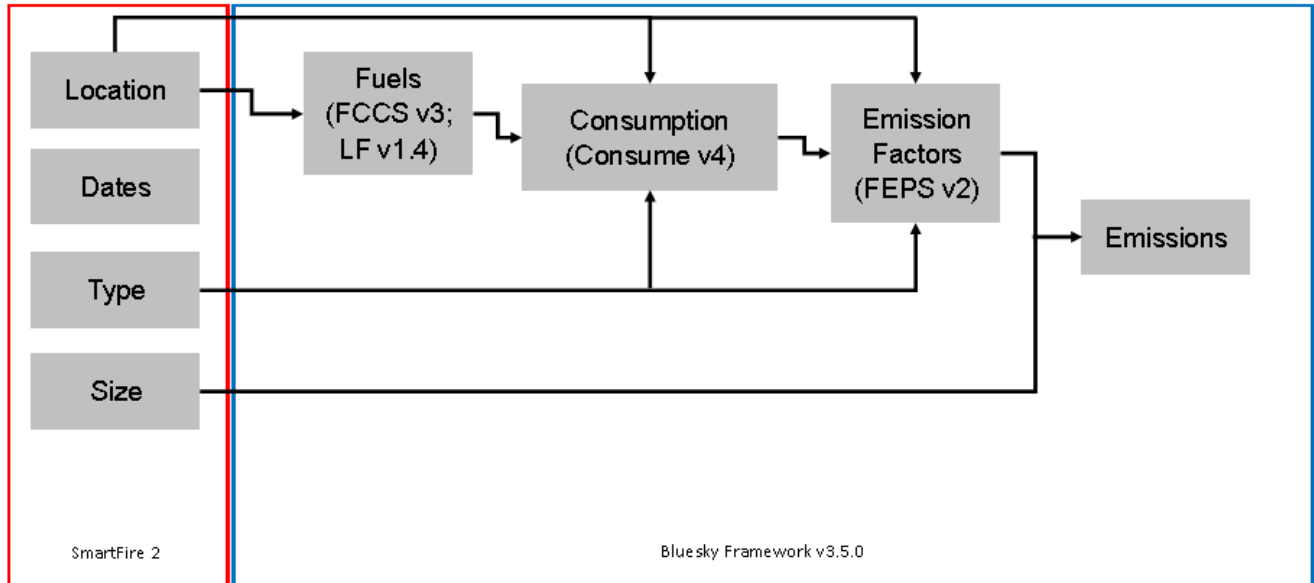 Location
Dates
Type
Size
Fuels
(FCCS v3;
LF v1.4)
Consumption
(Consume v4)
Emission
Factors
(FEPS v2)
Emissions
SmartFire 2
Bluesky Framework v3.5.0